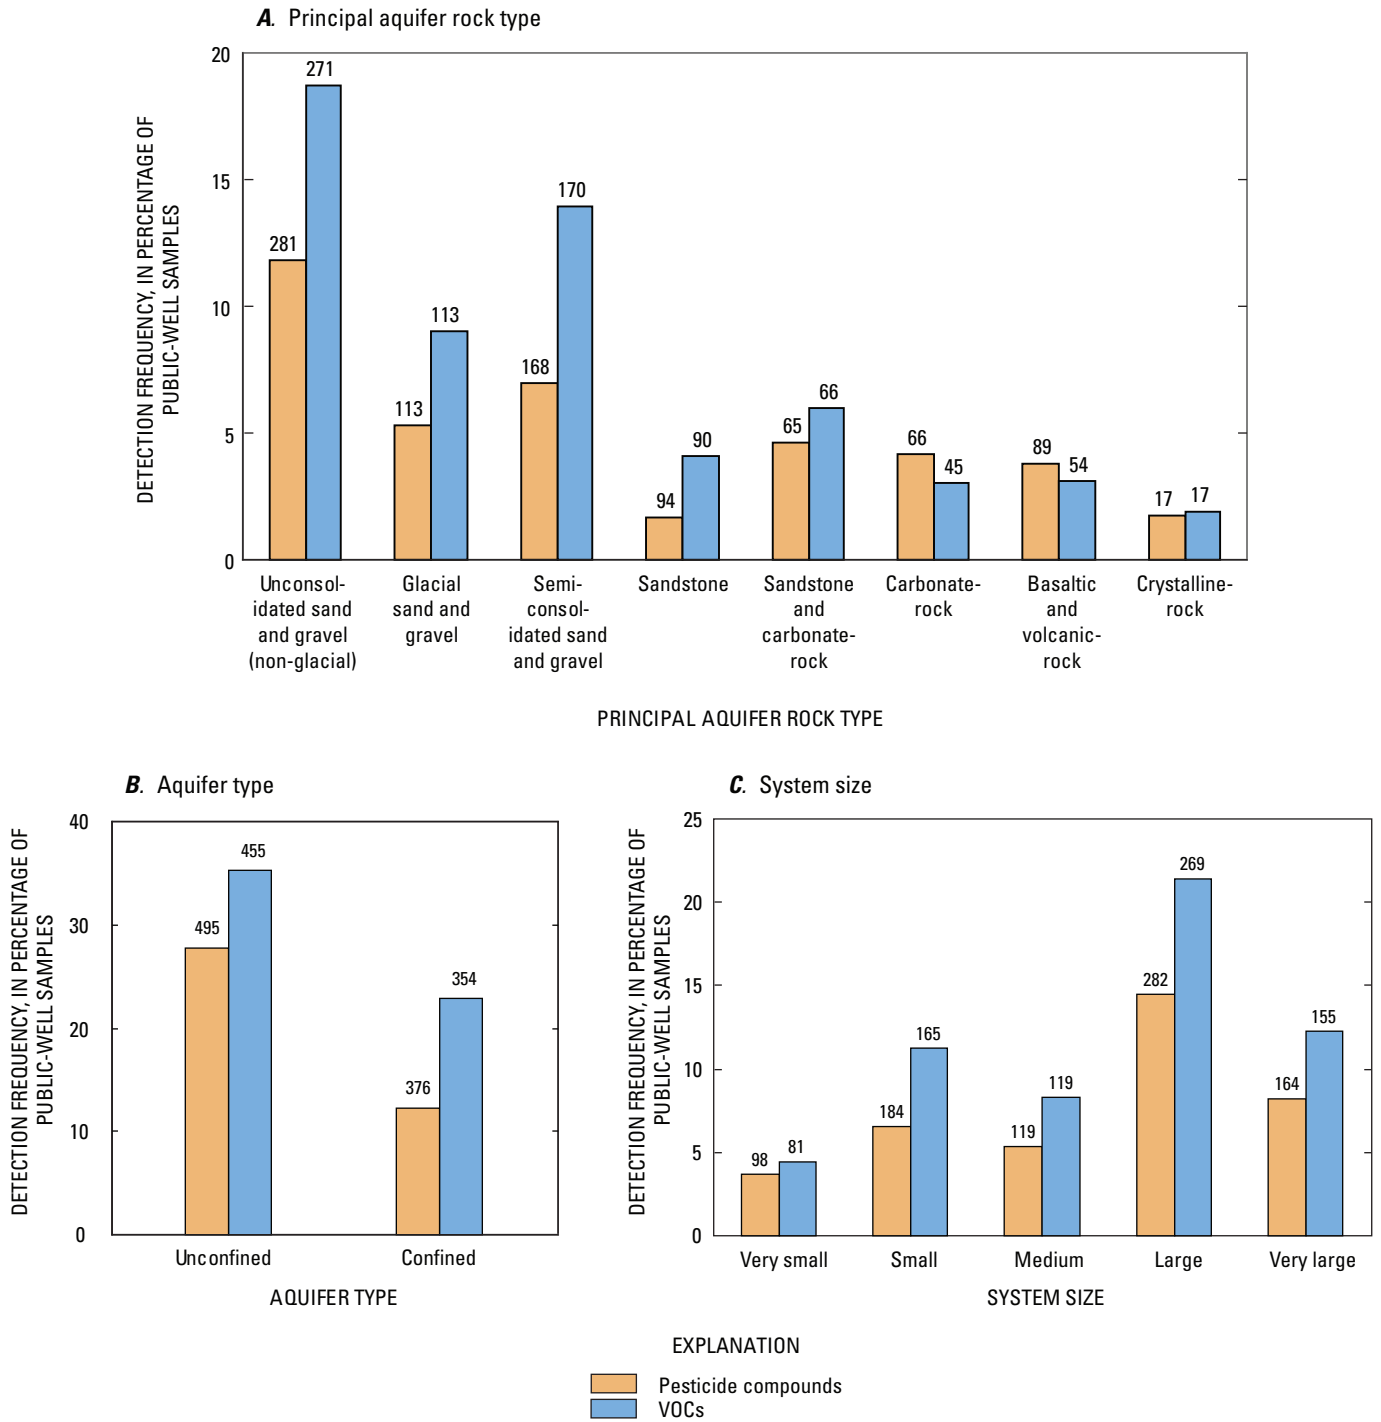 A. Principal aquifer rock type
DETECTION FREQUENCY, IN PERCENTAGE OF
PUBLIC-WELL SAMPLES
20
15
10
5
0
281
271
113
113
168
170
94
90
65
66
66
45
89
54
17
17
Unconsol-
idated sand
and gravel
(non-glacial)
Glacial
sand and
gravel
Semi-
consol-
idated sand
and gravel
Sandstone
Sandstone
and
carbonate-
rock
Carbonate-
rock
Basaltic
and
volcanic-
rock
Crystalline-
rock
PRINCIPAL AQUIFER ROCK TYPE
B. Aquifer type
DETECTION FREQUENCY, IN PERCENTAGE OF
PUBLIC-WELL SAMPLES
40
30
20
10
0
495
455
376
354
Unconfined
Confined
AQUIFER TYPE
C. System size
DETECTION FREQUENCY, IN PERCENTAGE OF
PUBLIC-WELL SAMPLES
25
20
15
10
5
0
98
81
184
165
119
119
282
269
164
155
Very small
Small
Medium
Large
Very large
SYSTEM SIZE
EXPLANATION
Pesticide compounds
VOCs